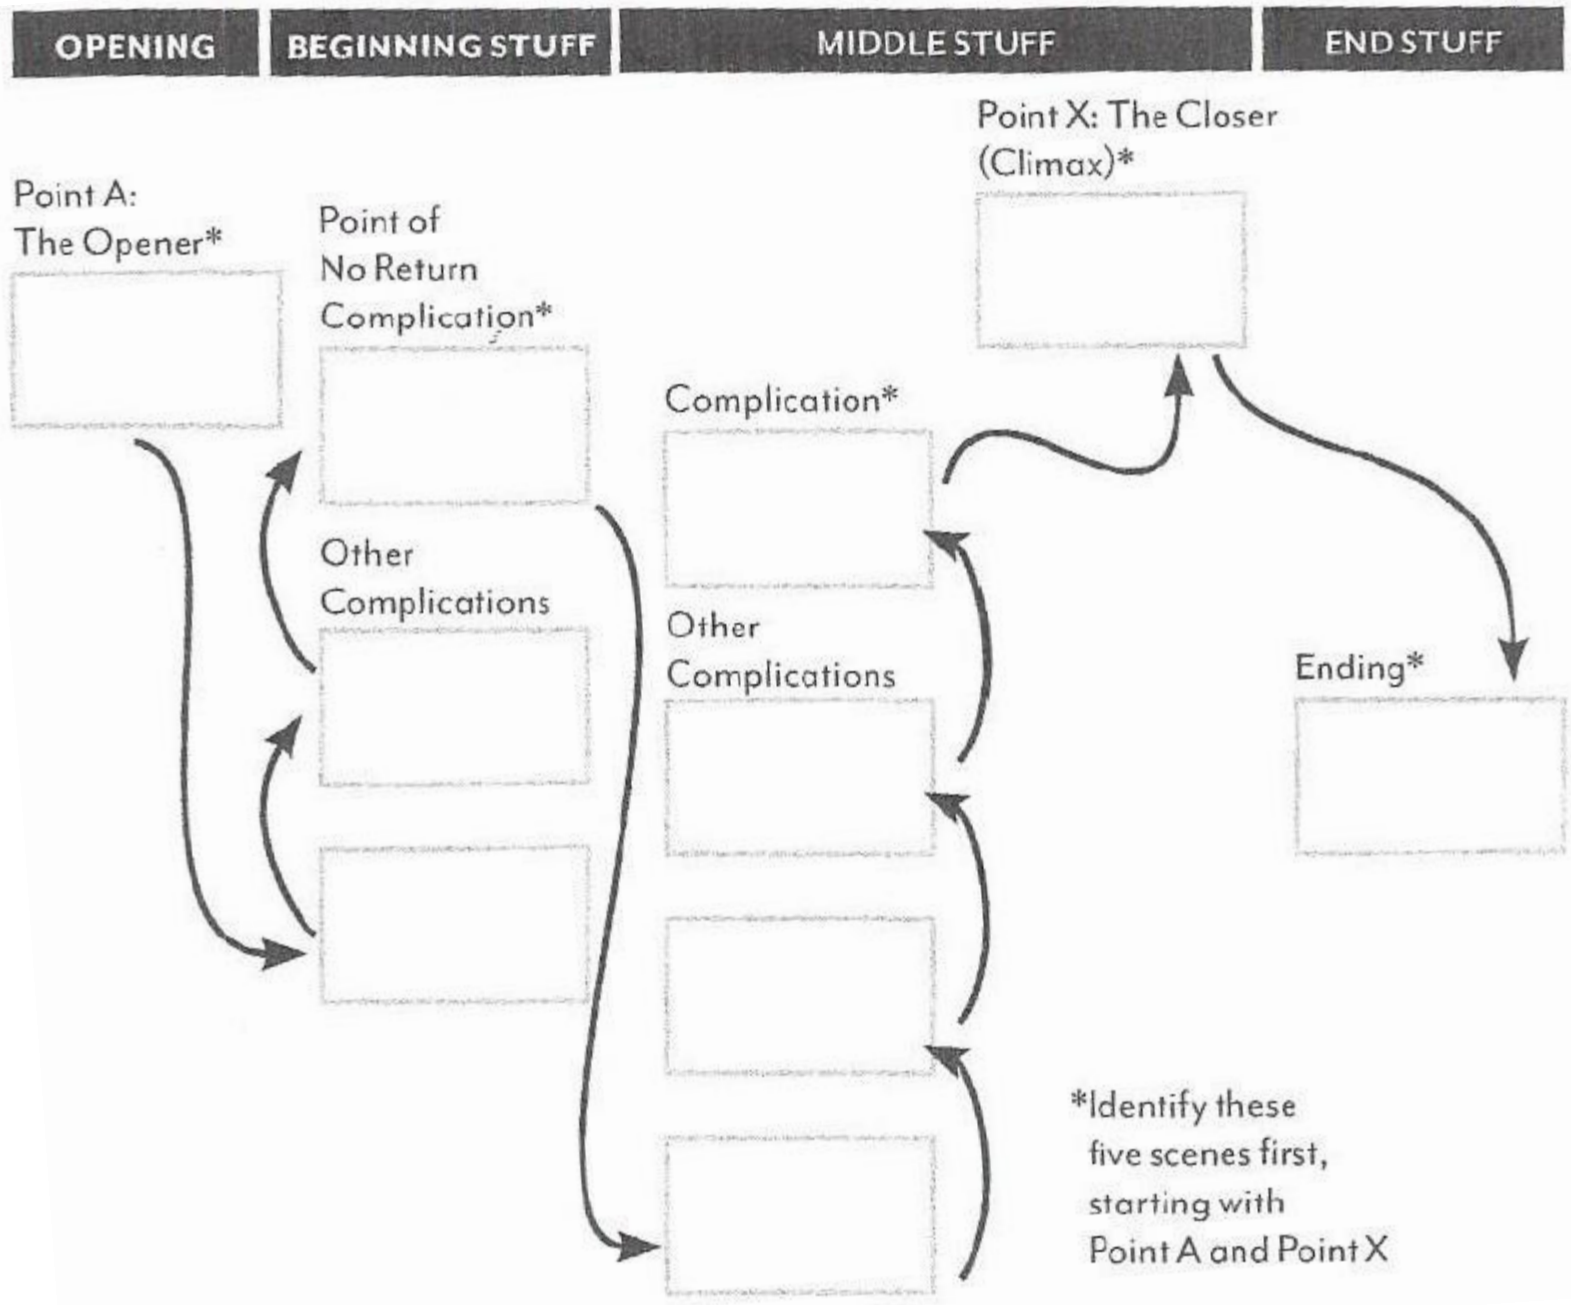 OPENING
BEGINNING STUFF
MIDDLE STUFF
END STUFF
Point A:
The Opener*
Point of
No Return
Complication*
Other
Complications
Complication*
Other
Complications
Point X: The Closer
(Climax)*
Ending*
*Identify these
five scenes first,
starting with
Point A and Point X